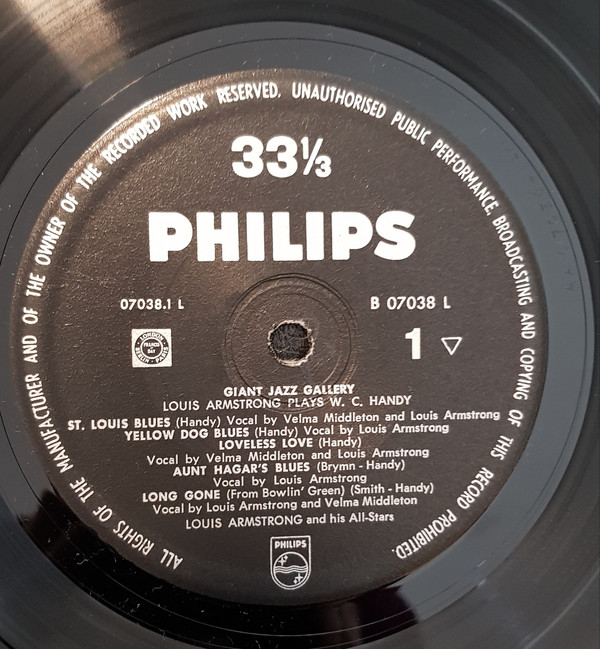 ALL RIGHTS OF THE MANUFACTURER AND OF THE OWNER OF THE RECORDED WORK RESERVED. UNAUTHORISED PUBLIC PERFORMANCE, BROADCASTING AND COPYING OF THIS RECORD PROHIBITED.
33⅓
PHILIPS
07038.1 L
B 07038 L
LONDON
FRANCIS
& DAY
BERLIN · PARIS
1 ▽
GIANT JAZZ GALLERY
LOUIS ARMSTRONG PLAYS W. C. HANDY
ST. LOUIS BLUES (Handy) Vocal by Velma Middleton and Louis Armstrong
YELLOW DOG BLUES (Handy) Vocal by Louis Armstrong
LOVELESS LOVE (Handy)
Vocal by Velma Middleton and Louis Armstrong
AUNT HAGAR'S BLUES (Brymn - Handy)
Vocal by Louis Armstrong
LONG GONE (From Bowlin' Green) (Smith - Handy)
Vocal by Louis Armstrong and Velma Middleton
LOUIS ARMSTRONG and his All-Stars
PHILIPS